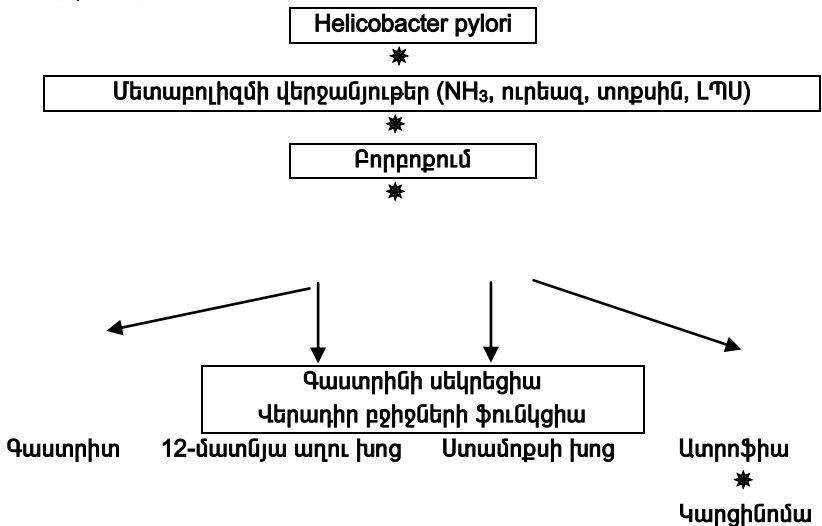 Helicobacter pylori
Մետաբոլիզմի վերջանյութեր (NH₃, ուրեազ, տոքսին, ԼՊՍ)
Բորբոքում
Գաստրինի սեկրեցիա
Վերադիր բջիջների ֆունկցիա
Գաստրիտ 12-մատնյա աղու խոց Ստամոքսի խոց Ատրոֆիա
Կարցինոմա